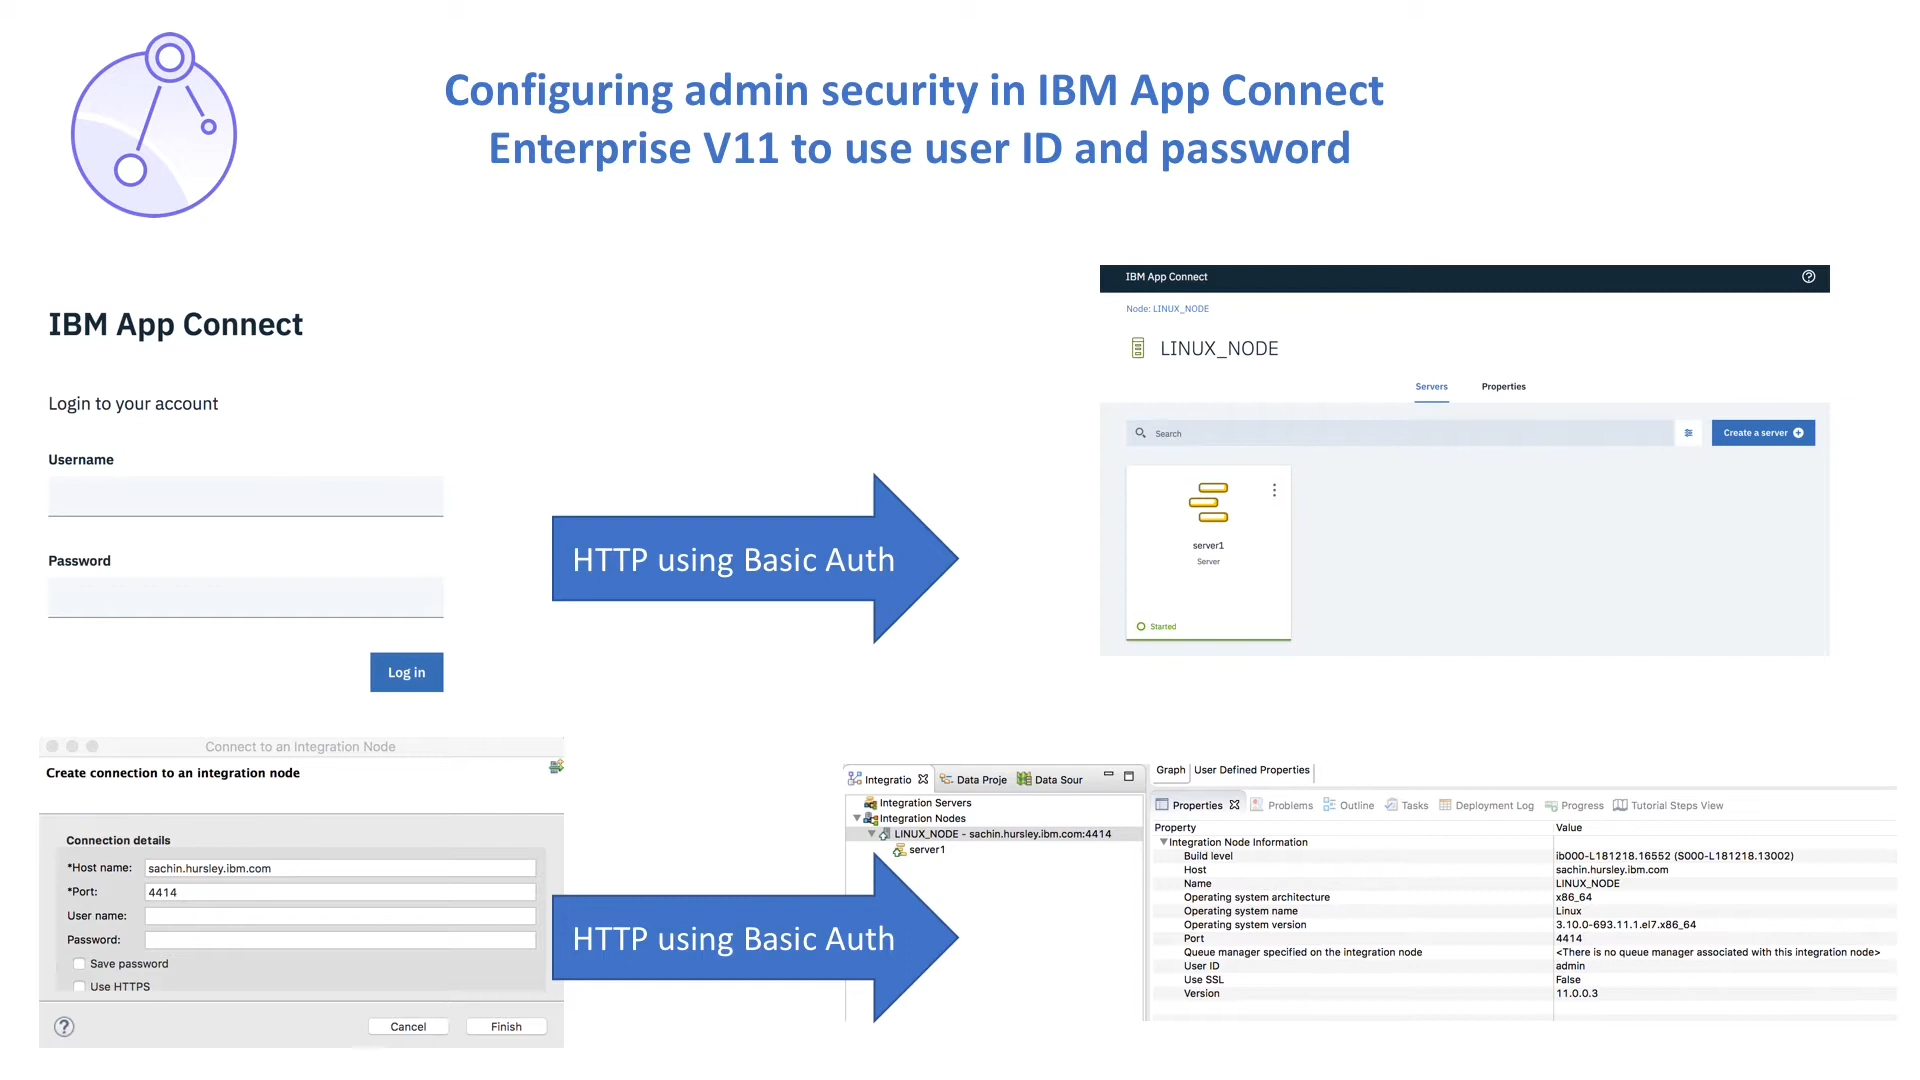 Configuring admin security in IBM App Connect
Enterprise V11 to use user ID and password
IBM App Connect
Login to your account
Username
Password
Log in
HTTP using Basic Auth
IBM App Connect
Node: LINUX_NODE
LINUX_NODE
Servers Properties
Search
Create a server
server1
Server
Started
Connect to an Integration Node
Create connection to an integration node
Connection details
*Host name: sachin.hursley.ibm.com
*Port: 4414
User name:
Password:
Save password
Use HTTPS
Cancel Finish
HTTP using Basic Auth
Integratio Data Proje Data Sour
Integration Servers
Integration Nodes
LINUX_NODE - sachin.hursley.ibm.com:4414
server1
Graph User Defined Properties
Properties Problems Outline Tasks Deployment Log Progress Tutorial Steps View
Property Value
Integration Node Information
Build level ib000-L181218.16552 (S000-L181218.13002)
Host sachin.hursley.ibm.com
Name LINUX_NODE
Operating system architecture x86_64
Operating system name Linux
Operating system version 3.10.0-693.11.1.el7.x86_64
Port 4414
Queue manager specified on the integration node <There is no queue manager associated with this integration node>
User ID admin
Use SSL False
Version 11.0.0.3